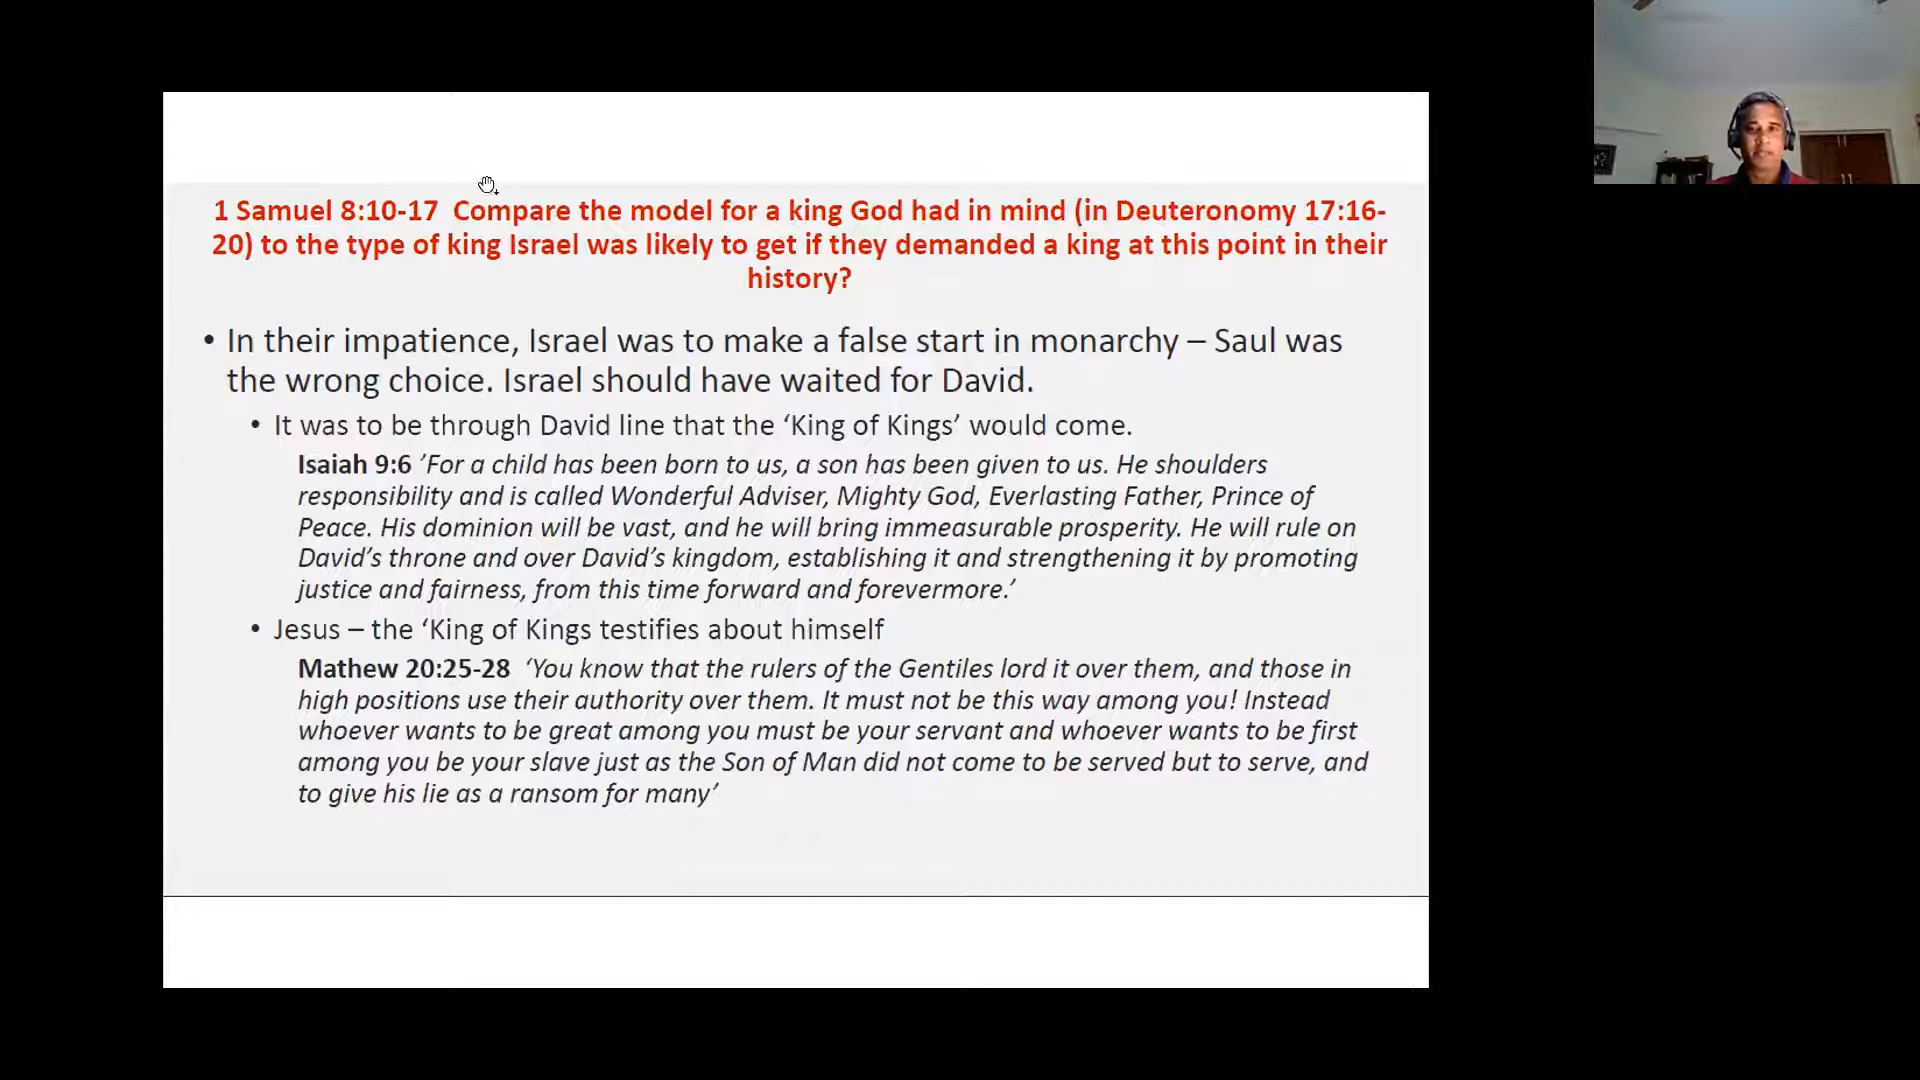 1 Samuel 8:10-17  Compare the model for a king God had in mind (in Deuteronomy 17:16-
20) to the type of king Israel was likely to get if they demanded a king at this point in their
history?
• In their impatience, Israel was to make a false start in monarchy – Saul was
the wrong choice. Israel should have waited for David.
• It was to be through David line that the ‘King of Kings’ would come.
Isaiah 9:6 ’For a child has been born to us, a son has been given to us. He shoulders
responsibility and is called Wonderful Adviser, Mighty God, Everlasting Father, Prince of
Peace. His dominion will be vast, and he will bring immeasurable prosperity. He will rule on
David’s throne and over David’s kingdom, establishing it and strengthening it by promoting
justice and fairness, from this time forward and forevermore.’
• Jesus – the ‘King of Kings testifies about himself
Mathew 20:25-28  ‘You know that the rulers of the Gentiles lord it over them, and those in
high positions use their authority over them. It must not be this way among you! Instead
whoever wants to be great among you must be your servant and whoever wants to be first
among you be your slave just as the Son of Man did not come to be served but to serve, and
to give his lie as a ransom for many’